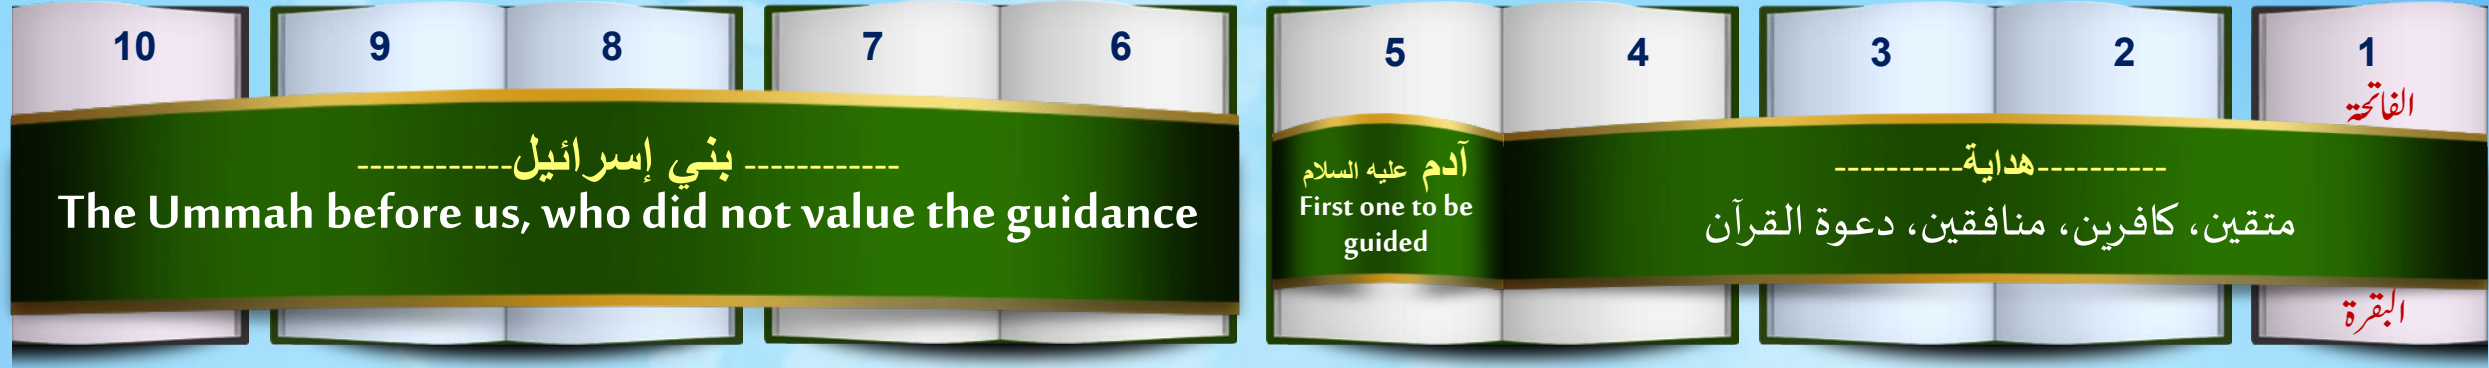 10 9 8 7 6 5 4 3 2 1
الفاتحة
----------هداية----------
متقين، كافرين، منافقين، دعوة القرآن
البقرة
آدم عليه السلام
First one to be
guided
------------ بني إسرائيل------------
The Ummah before us, who did not value the guidance